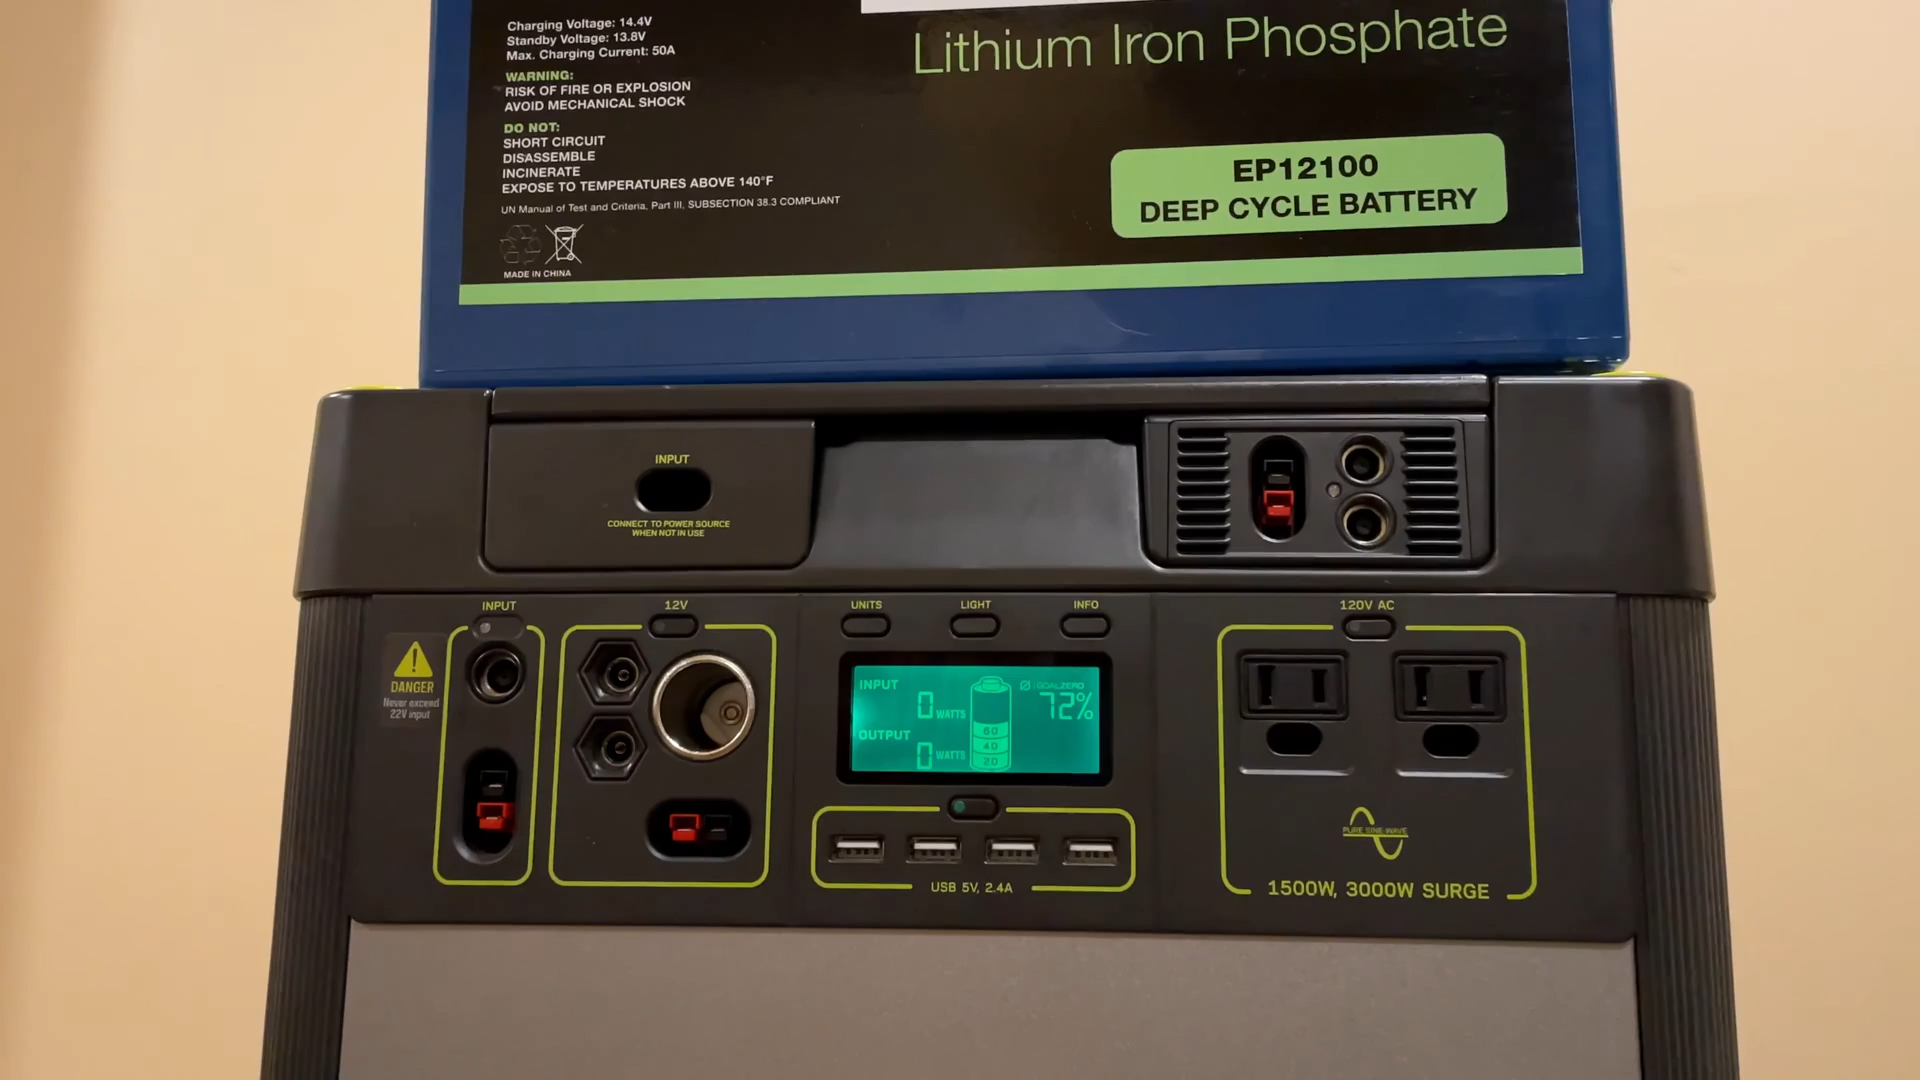 Charging Voltage: 14.4V
Standby Voltage: 13.8V
Max. Charging Current: 50A
WARNING:
RISK OF FIRE OR EXPLOSION
AVOID MECHANICAL SHOCK
DO NOT:
SHORT CIRCUIT
DISASSEMBLE
INCINERATE
EXPOSE TO TEMPERATURES ABOVE 140°F
UN Manual of Test and Criteria, Part III, SUBSECTION 38.3 COMPLIANT
MADE IN CHINA
Lithium Iron Phosphate
EP12100
DEEP CYCLE BATTERY
INPUT
CONNECT TO POWER SOURCE
WHEN NOT IN USE
INPUT
12V
UNITS
LIGHT
INFO
120V AC
DANGER
Never exceed
22V input
INPUT
0 WATTS
OUTPUT
0 WATTS
60
40
20
GOALZERO
72%
USB 5V, 2.4A
PURE SINE-WAVE
1500W, 3000W SURGE